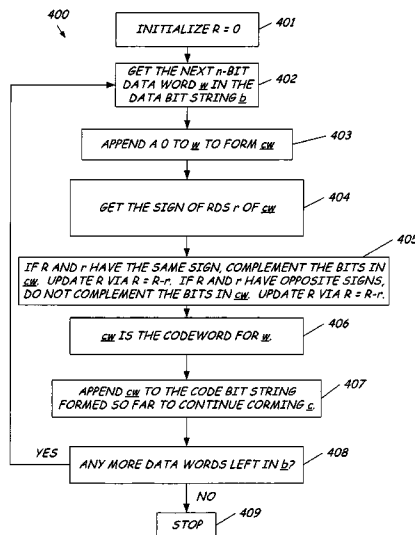 400
INITIALIZE R = 0
401
GET THE NEXT n-BIT
DATA WORD w IN THE
DATA BIT STRING b
402
APPEND A 0 TO w TO FORM cw
403
GET THE SIGN OF RDS r OF cw
404
405
IF R AND r HAVE THE SAME SIGN, COMPLEMENT THE BITS IN
cw. UPDATE R VIA R = R-r. IF R AND r HAVE OPPOSITE SIGNS,
DO NOT COMPLEMENT THE BITS IN cw. UPDATE R VIA R = R-r.
cw IS THE CODEWORD FOR w.
406
APPEND cw TO THE CODE BIT STRING
FORMED SO FAR TO CONTINUE CORMING c.
407
YES
ANY MORE DATA WORDS LEFT IN b?
408
NO
STOP
409